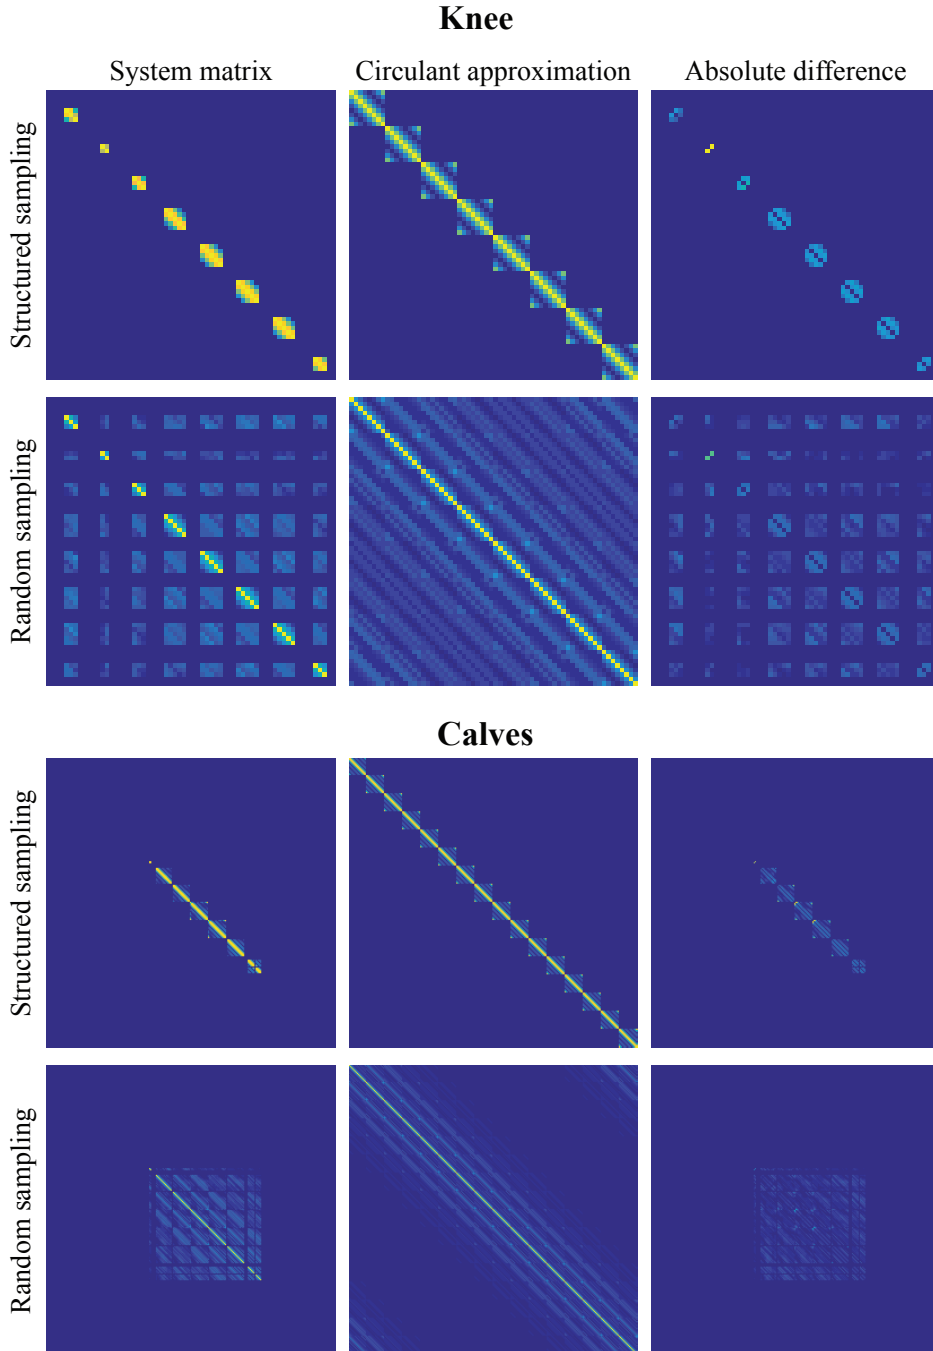 Knee
System matrix
Circulant approximation
Absolute difference
Structured sampling
Random sampling
Calves
Structured sampling
Random sampling